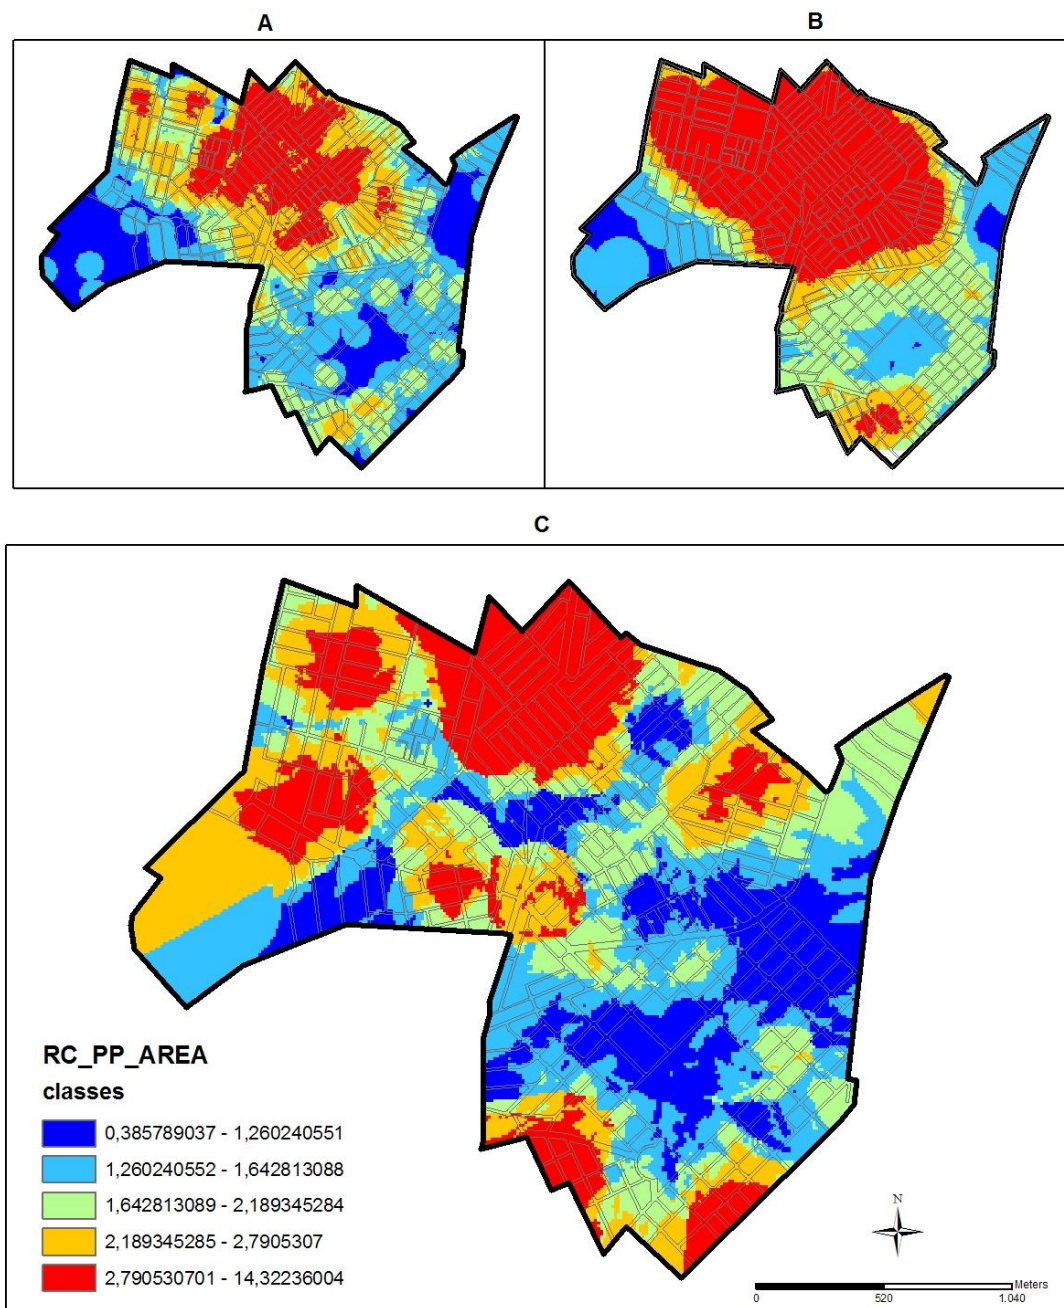 A
B
C
RC_PP_AREA
classes
0,385789037 - 1,260240551
1,260240552 - 1,642813088
1,642813089 - 2,189345284
2,189345285 - 2,7905307
2,790530701 - 14,32236004
N
Meters
0 520 1.040